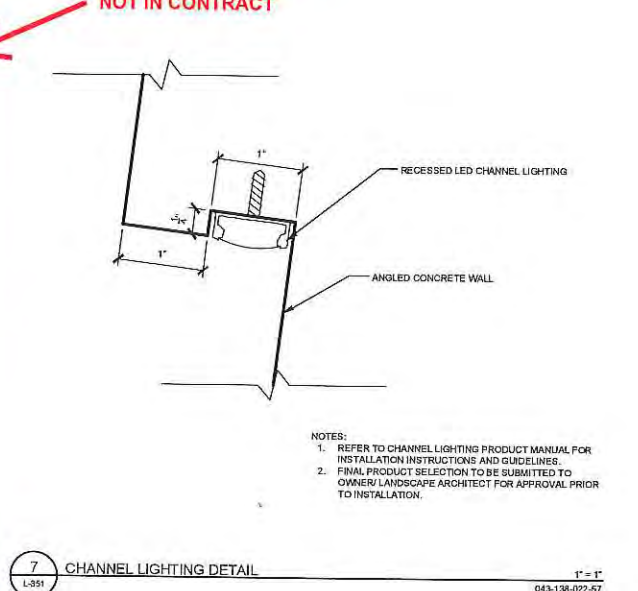 NOT IN CONTRACT
1"
RECESSED LED CHANNEL LIGHTING
1"
ANGLED CONCRETE WALL
NOTES:
1. REFER TO CHANNEL LIGHTING PRODUCT MANUAL FOR
INSTALLATION INSTRUCTIONS AND GUIDELINES.
2. FINAL PRODUCT SELECTION TO BE SUBMITTED TO
OWNER/ LANDSCAPE ARCHITECT FOR APPROVAL PRIOR
TO INSTALLATION.
7 CHANNEL LIGHTING DETAIL
L-351
1" = 1"
043-138-022-57